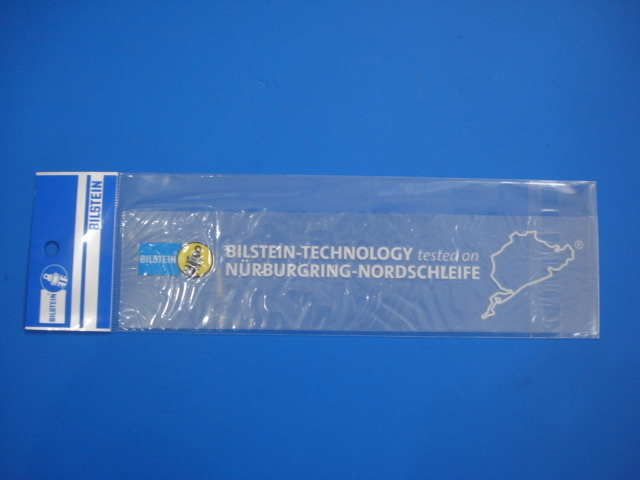 BILSTEIN
BILSTEIN
BILSTEIN
BILSTEIN-TECHNOLOGY tested on
NÜRBURGRING-NORDSCHLEIFE
®